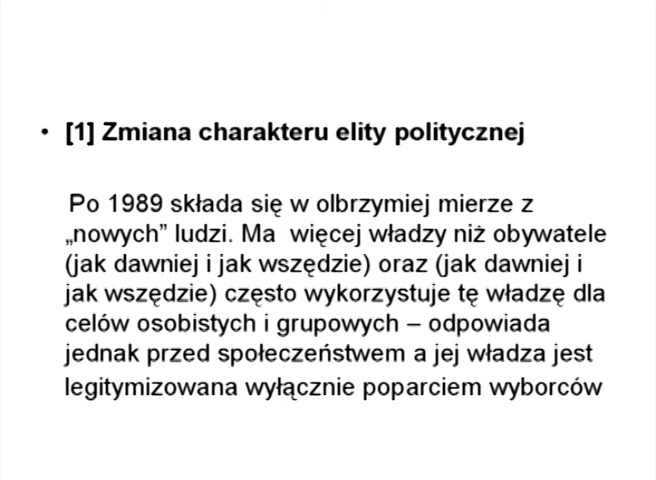 • [1] Zmiana charakteru elity politycznej
Po 1989 składa się w olbrzymiej mierze z
„nowych” ludzi. Ma więcej władzy niż obywatele
(jak dawniej i jak wszędzie) oraz (jak dawniej i
jak wszędzie) często wykorzystuje tę władzę dla
celów osobistych i grupowych – odpowiada
jednak przed społeczeństwem a jej władza jest
legitymizowana wyłącznie poparciem wyborców